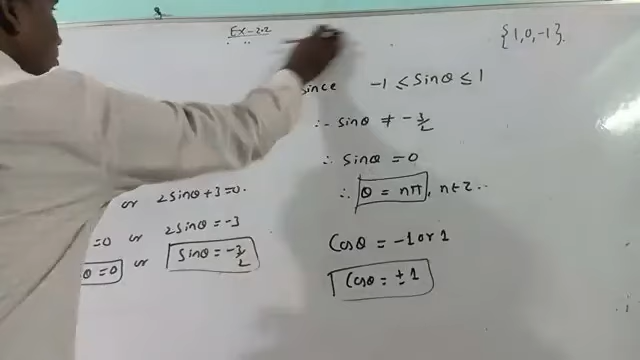 EX-2.2
{1,0,-1}.
Since -1 ≤ Sinθ ≤ 1
∴ Sinθ ≠ -3/2
∴ Sinθ = 0
∴ θ = nπ, n∈Z..
Cosθ = -1 or 1
Cosθ = ±1
or 2Sinθ+3=0.
=0 or 2Sinθ = -3
θ=0 or Sinθ = -3/2